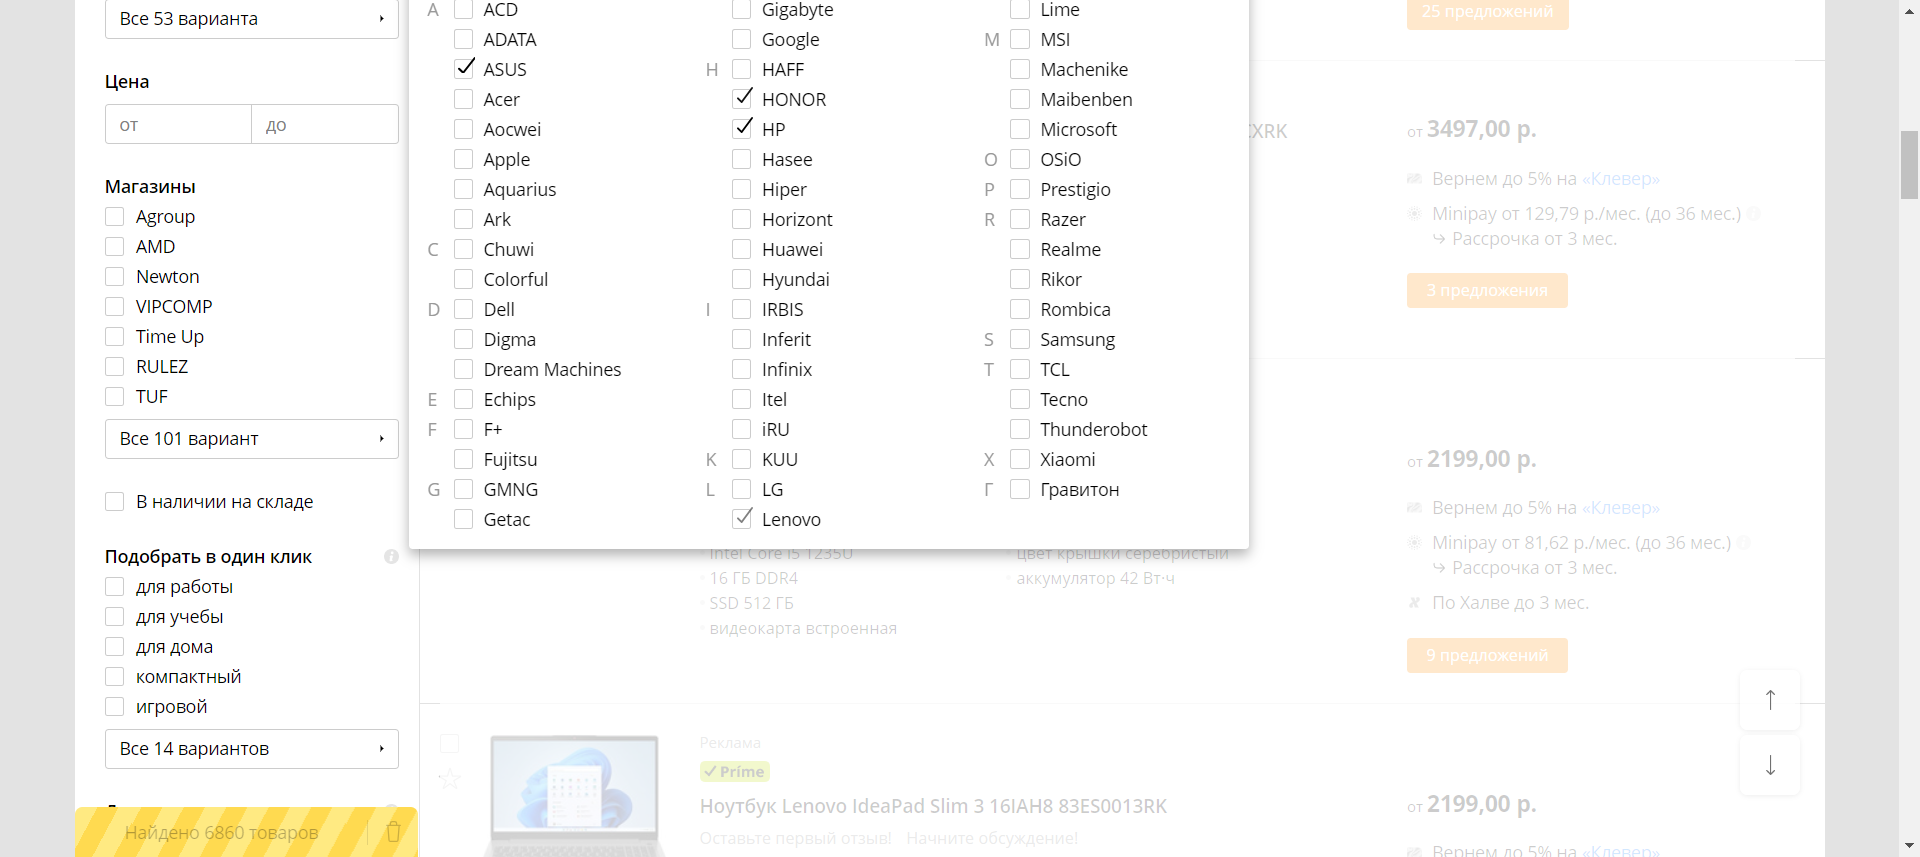 Все 53 варианта
Цена
от
до
Магазины
Agroup
AMD
Newton
VIPCOMP
Time Up
RULEZ
TUF
Все 101 вариант
В наличии на складе
Подобрать в один клик
для работы
для учебы
для дома
компактный
игровой
Все 14 вариантов
Найдено 6860 товаров
A ACD
ADATA
ASUS
Acer
Aocwei
Apple
Aquarius
Ark
C Chuwi
Colorful
D Dell
Digma
Dream Machines
E Echips
F F+
Fujitsu
G GMNG
Getac
Gigabyte
Google
H HAFF
HONOR
HP
Hasee
Hiper
Horizont
Huawei
Hyundai
I IRBIS
Inferit
Infinix
Itel
iRU
K KUU
L LG
Lenovo
Lime
M MSI
Machenike
Maibenben
Microsoft
O OSiO
P Prestigio
R Razer
Realme
Rikor
Rombica
S Samsung
T TCL
Tecno
Thunderobot
X Xiaomi
Г Гравитон
25 предложений
XRK
от 3497,00 р.
Вернем до 5% на «Клевер»
Minipay от 129,79 р./мес. (до 36 мес.)
Рассрочка от 3 мес.
3 предложения
Intel Core i5 1235U
16 ГБ DDR4
SSD 512 ГБ
видеокарта встроенная
цвет крышки серебристый
аккумулятор 42 Вт·ч
от 2199,00 р.
Вернем до 5% на «Клевер»
Minipay от 81,62 р./мес. (до 36 мес.)
Рассрочка от 3 мес.
По Халве до 3 мес.
9 предложений
Реклама
Prime
Ноутбук Lenovo IdeaPad Slim 3 16IAH8 83ES0013RK
Оставьте первый отзыв! Начните обсуждение!
от 2199,00 р.
Вернем до 5% на «Клевер»